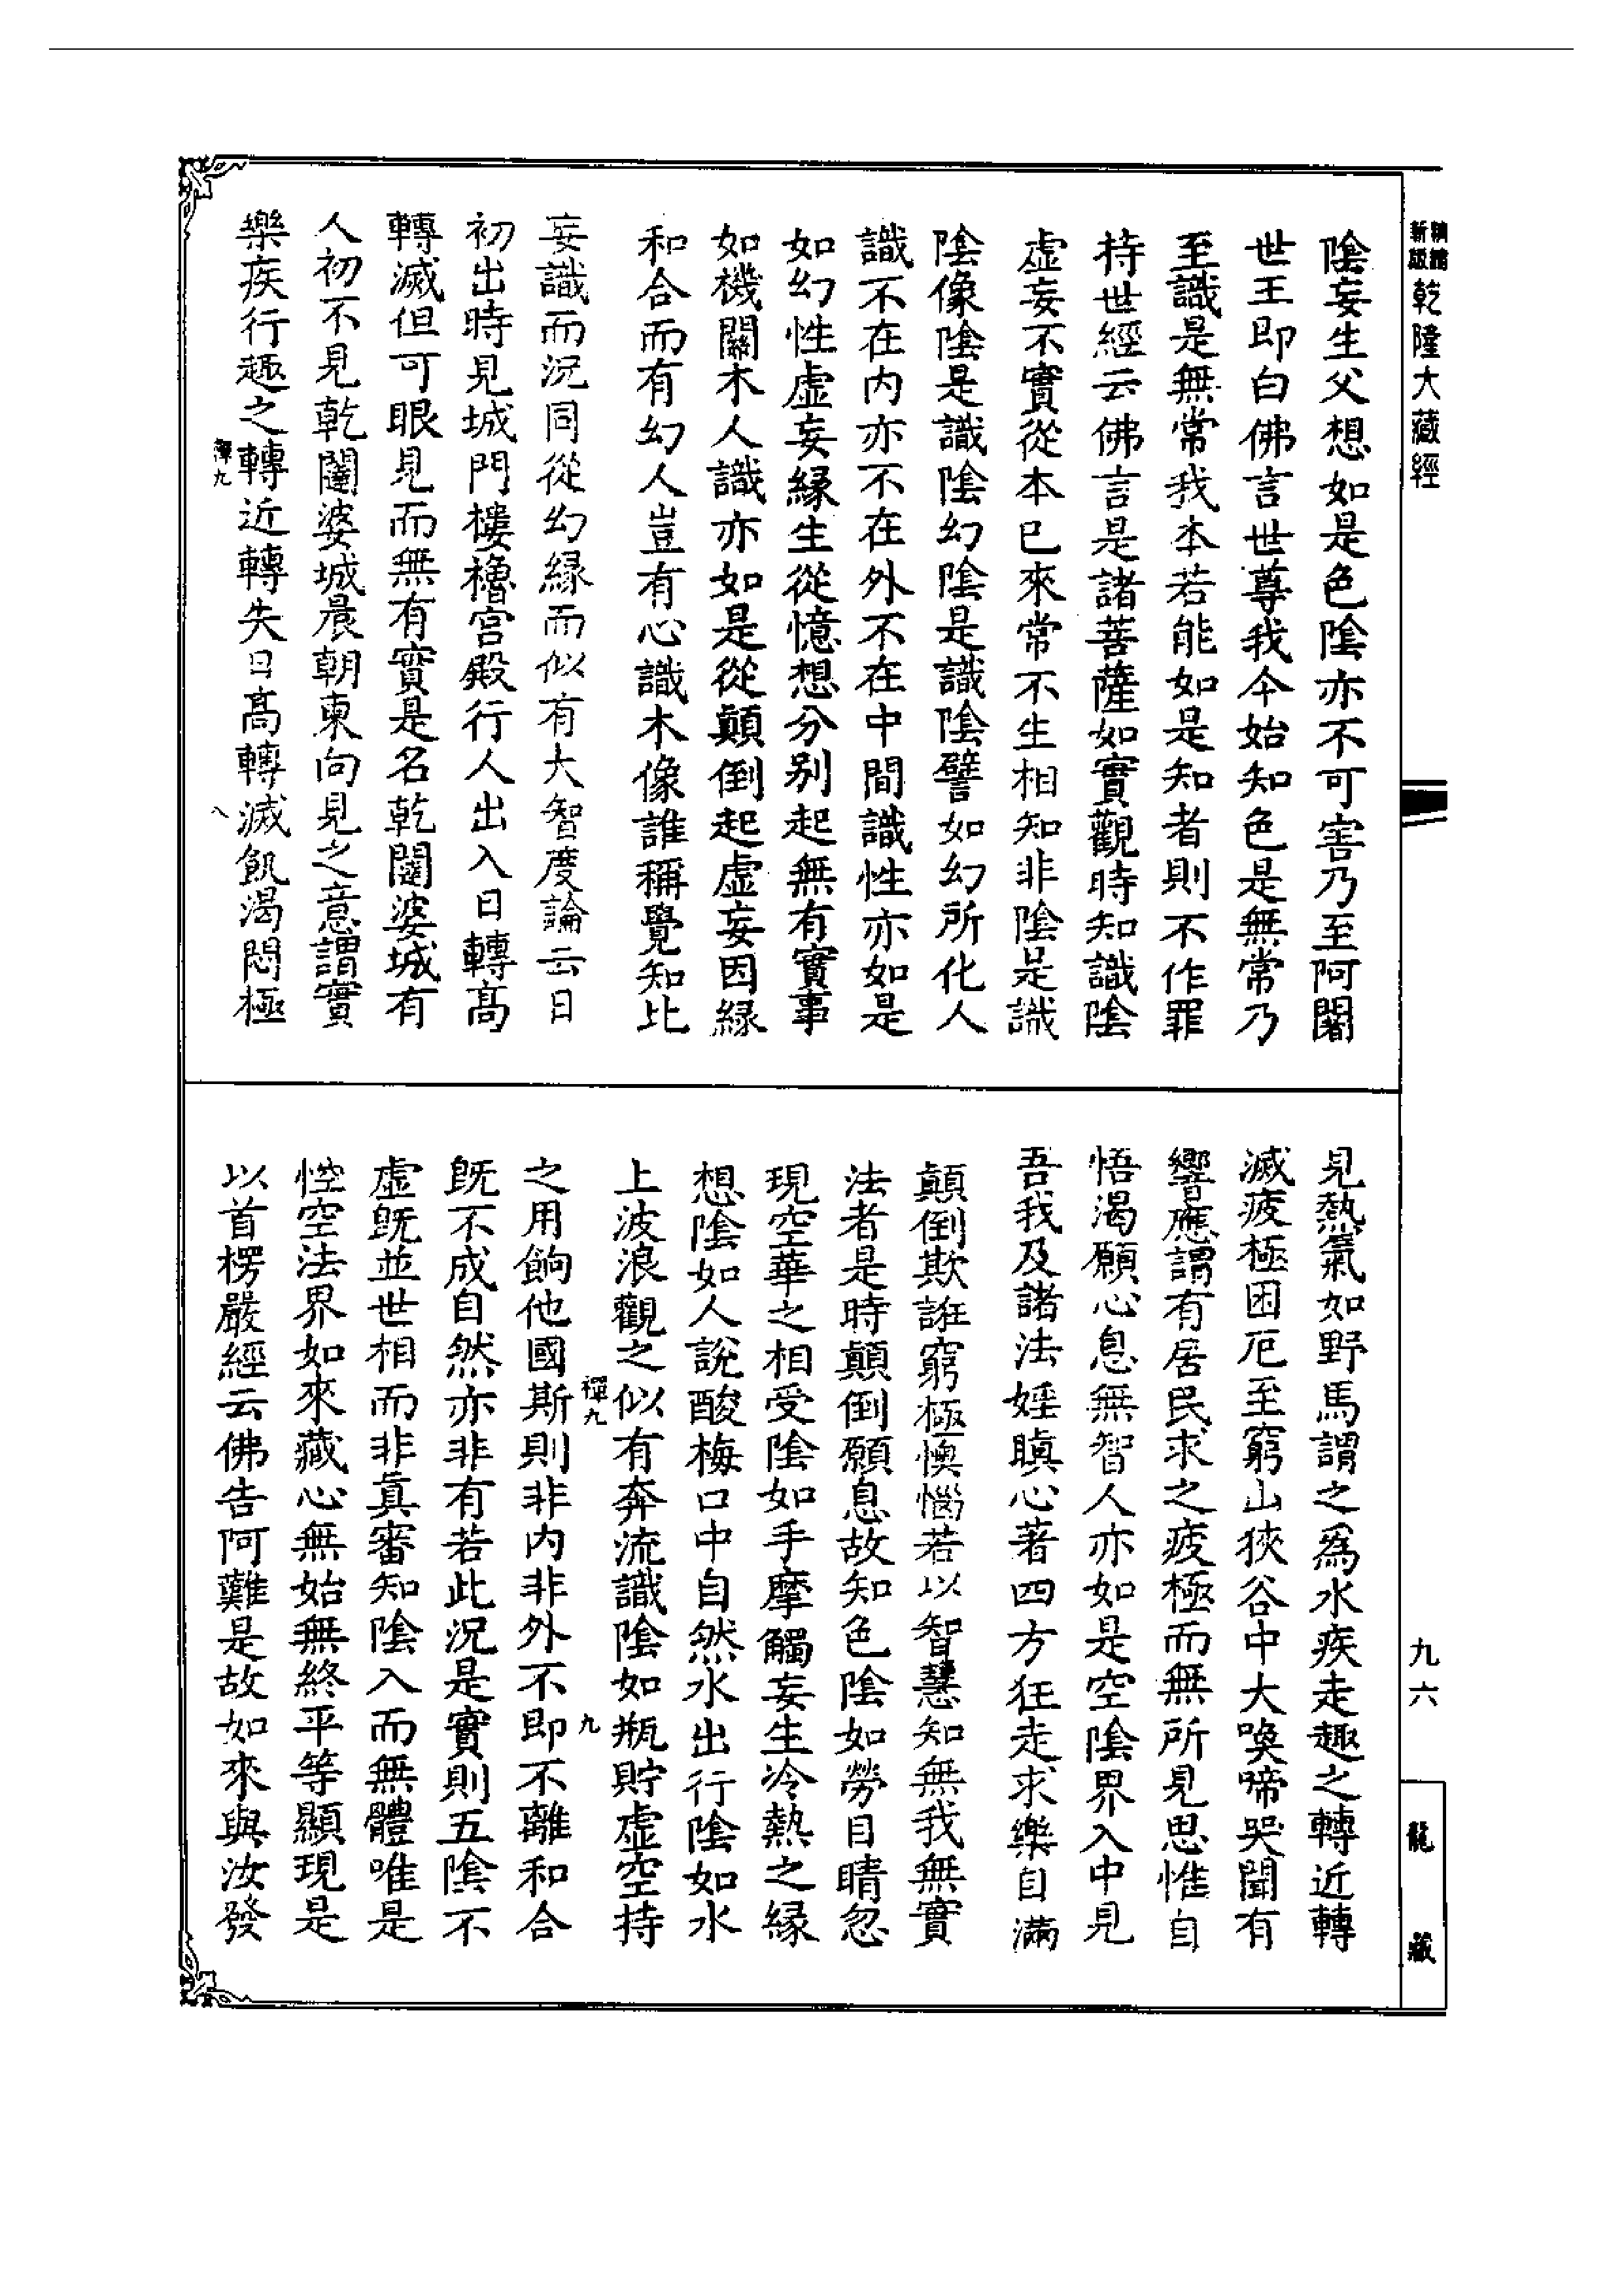 乾隆大藏經
陰妄生父想如是色陰亦不可害乃至阿闍
世王即白佛言世尊我今始知色是無常乃
至識是無常我本若能如是知者則不作罪
持世經云佛言是諸菩薩如實觀時知識陰
虛妄不實從本已來常不生相知非陰是識
陰像陰是識陰幻陰是識陰譬如幻所化人
識不在内亦不在外不在中間識性亦如是
如幻性虛妄緣生從憶想分别起無有實事
如機關木人識亦如是從顛倒起虛妄因緣
和合而有幻人豈有心識木像誰稱覺知比
妄識而況同從幻緣而似有大智度論云日
初出時見城門樓櫓宫殿行人出入日轉高
轉滅但可眼見而無有實是名乾闥婆城有
人初不見乾闥婆城晨朝東向見之意謂實
樂疾行趣之轉近轉失日高轉滅飢渴悶極
禪九
八
見熱氣如野馬謂之爲水疾走趣之轉近轉
滅疲極困厄至窮山狹谷中大喚啼哭聞有
響應謂有居民求之疲極而無所見思惟自
悟渴願心息無智人亦如是空陰界入中見
吾我及諸法婬瞋心著四方狂走求樂自滿
顛倒欺誑窮極懊惱若以智慧知無我無實
法者是時顛倒願息故知色陰如勞目睛忽
現空華之相受陰如手摩觸妄生冷熱之緣
想陰如人說酸梅口中自然水出行陰如水
上波浪觀之似有奔流識陰如瓶貯虛空持
禪九
九
之用餉他國斯則非内非外不即不離和合
旣不成自然亦非有若此況是實則五陰不
虛旣並世相而非眞審知陰入而無體唯是
悾空法界如來藏心無始無終平等顯現是
以首楞嚴經云佛告阿難是故如來與汝發
九六
龍藏